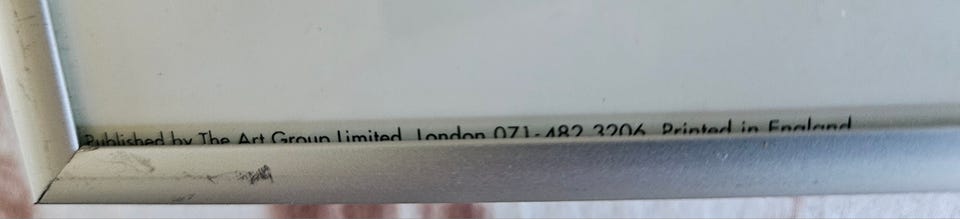 Published by The Art Group Limited, London 071-482 3206. Printed in England